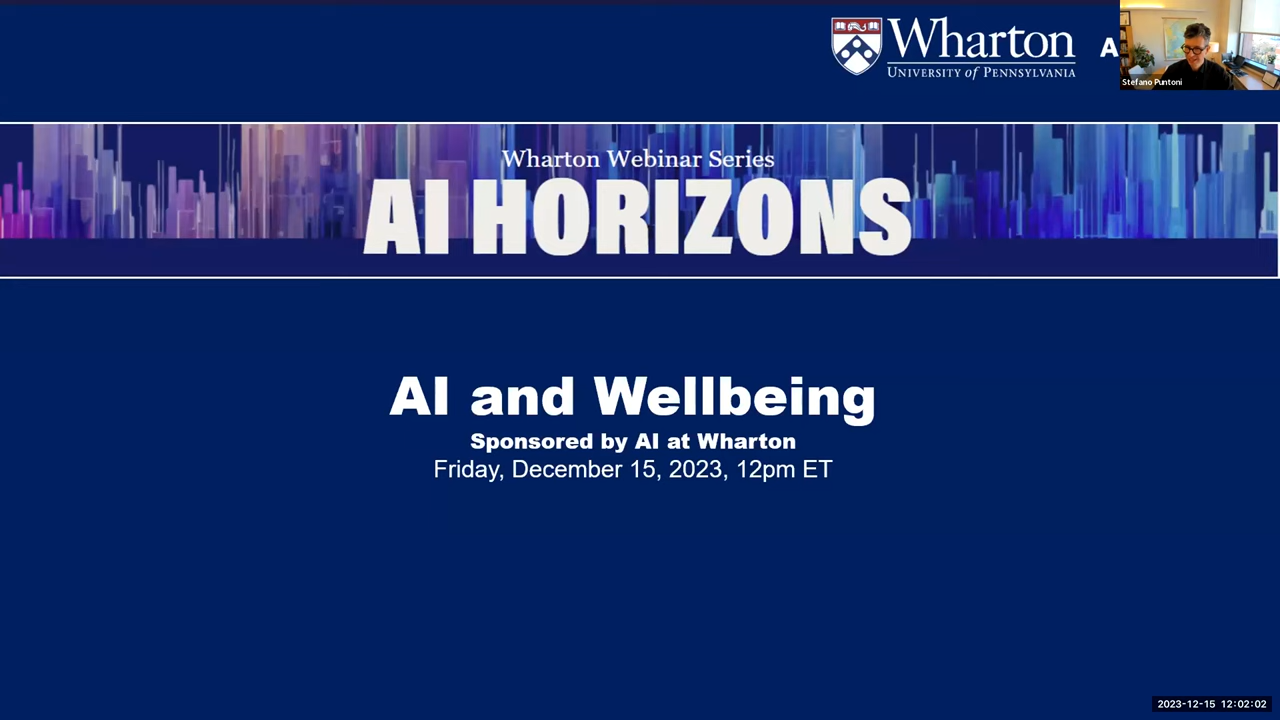 Wharton
UNIVERSITY of PENNSYLVANIA
A
Stefano Puntoni
Wharton Webinar Series
AI HORIZONS
AI and Wellbeing
Sponsored by AI at Wharton
Friday, December 15, 2023, 12pm ET
2023-12-15 12:02:02